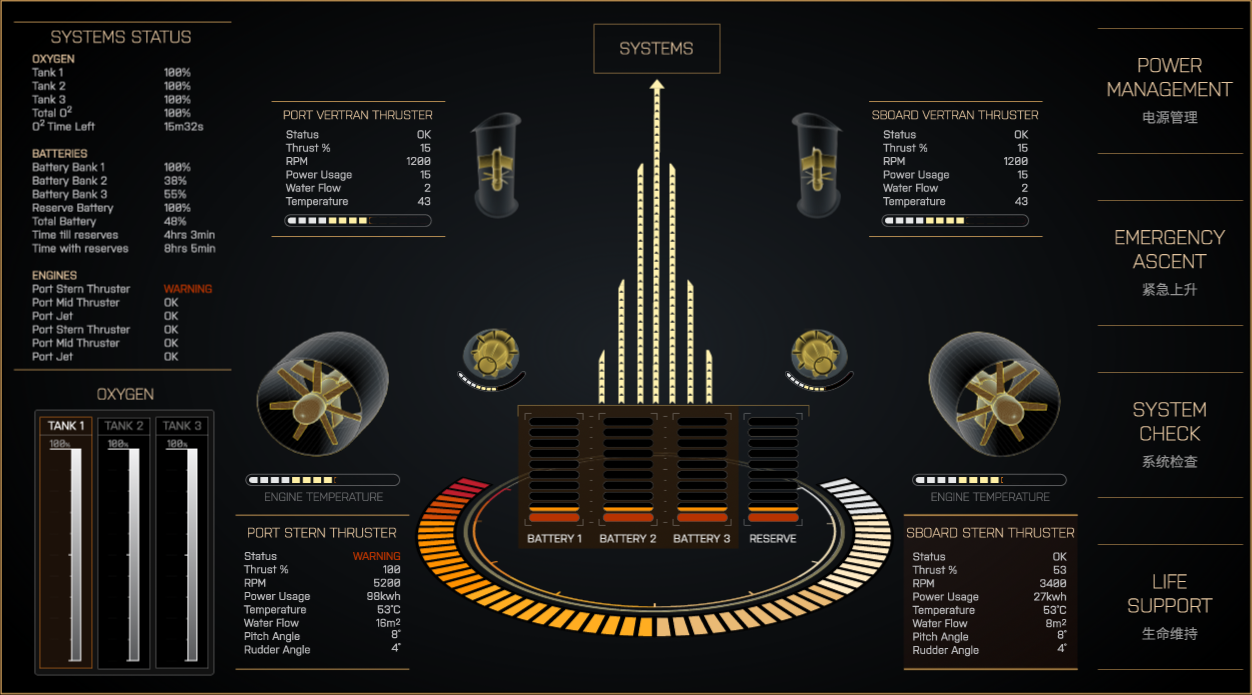 SYSTEMS STATUS
OXYGEN
Tank 1 100%
Tank 2 100%
Tank 3 100%
Total O² 100%
O² Time Left 15m32s
BATTERIES
Battery Bank 1 100%
Battery Bank 2 38%
Battery Bank 3 55%
Reserve Battery 100%
Total Battery 48%
Time till reserves 4hrs 3min
Time with reserves 8hrs 5min
ENGINES
Port Stern Thruster WARNING
Port Mid Thruster OK
Port Jet OK
Port Stern Thruster OK
Port Mid Thruster OK
Port Jet OK
OXYGEN
TANK 1 TANK 2 TANK 3
100% 100% 100%
SYSTEMS
PORT VERTRAN THRUSTER
Status OK
Thrust % 15
RPM 1200
Power Usage 15
Water Flow 2
Temperature 43
SBOARD VERTRAN THRUSTER
Status OK
Thrust % 15
RPM 1200
Power Usage 15
Water Flow 2
Temperature 43
ENGINE TEMPERATURE
PORT STERN THRUSTER
Status WARNING
Thrust % 100
RPM 5200
Power Usage 98kwh
Temperature 53°C
Water Flow 16m²
Pitch Angle 8°
Rudder Angle 4°
BATTERY 1 BATTERY 2 BATTERY 3 RESERVE
ENGINE TEMPERATURE
SBOARD STERN THRUSTER
Status OK
Thrust % 53
RPM 3400
Power Usage 27kwh
Temperature 53°C
Water Flow 8m²
Pitch Angle 8°
Rudder Angle 4°
POWER
MANAGEMENT
电源管理
EMERGENCY
ASCENT
紧急上升
SYSTEM
CHECK
系统检查
LIFE
SUPPORT
生命维持